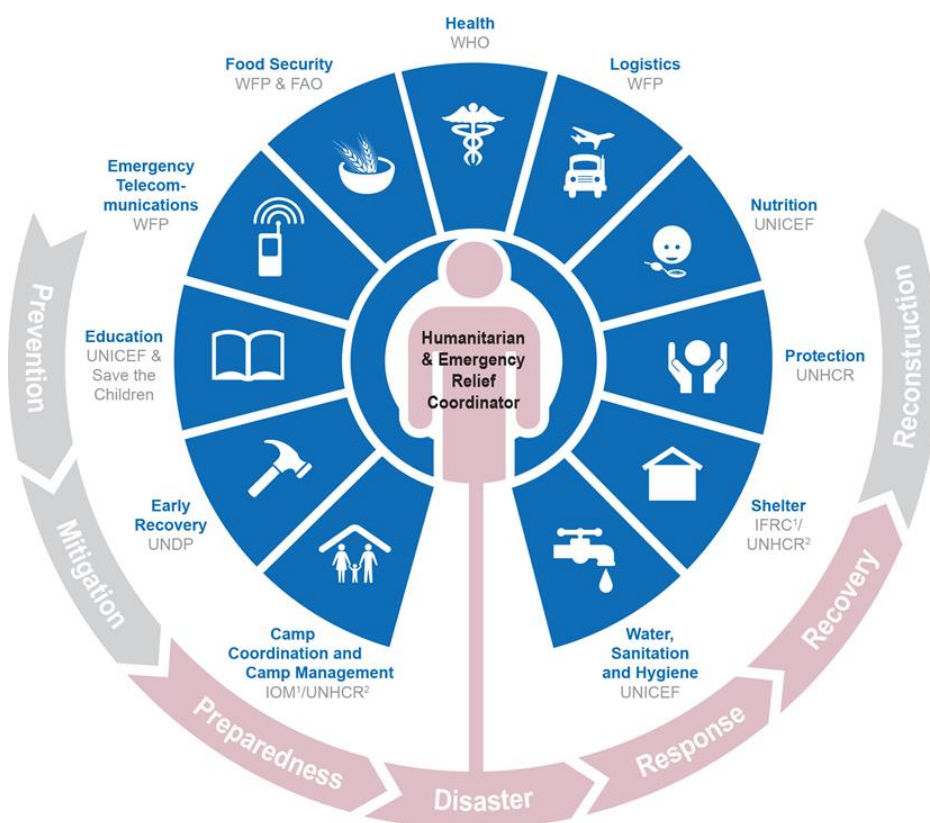 Health
WHO
Food Security
WFP & FAO
Logistics
WFP
Emergency
Telecom-
munications
WFP
Nutrition
UNICEF
Education
UNICEF &
Save the
Children
Humanitarian
& Emergency
Relief
Coordinator
Protection
UNHCR
Early
Recovery
UNDP
Shelter
IFRC¹/
UNHCR²
Camp
Coordination and
Camp Management
IOM¹/UNHCR²
Water,
Sanitation
and Hygiene
UNICEF
Prevention
Mitigation
Preparedness
Disaster
Response
Recovery
Reconstruction